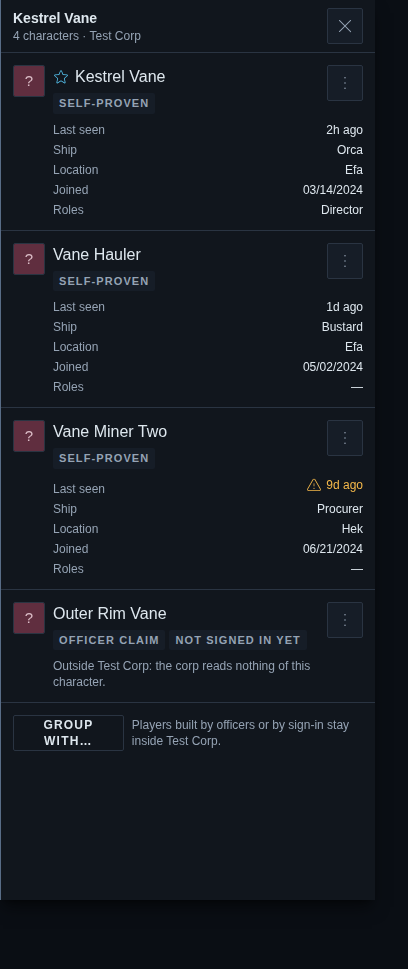 Kestrel Vane
4 characters · Test Corp
?
Kestrel Vane
SELF-PROVEN
Last seen 2h ago
Ship Orca
Location Efa
Joined 03/14/2024
Roles Director
?
Vane Hauler
SELF-PROVEN
Last seen 1d ago
Ship Bustard
Location Efa
Joined 05/02/2024
Roles —
?
Vane Miner Two
SELF-PROVEN
Last seen 9d ago
Ship Procurer
Location Hek
Joined 06/21/2024
Roles —
?
Outer Rim Vane
OFFICER CLAIM NOT SIGNED IN YET
Outside Test Corp: the corp reads nothing of this
character.
GROUP
WITH…
Players built by officers or by sign-in stay
inside Test Corp.